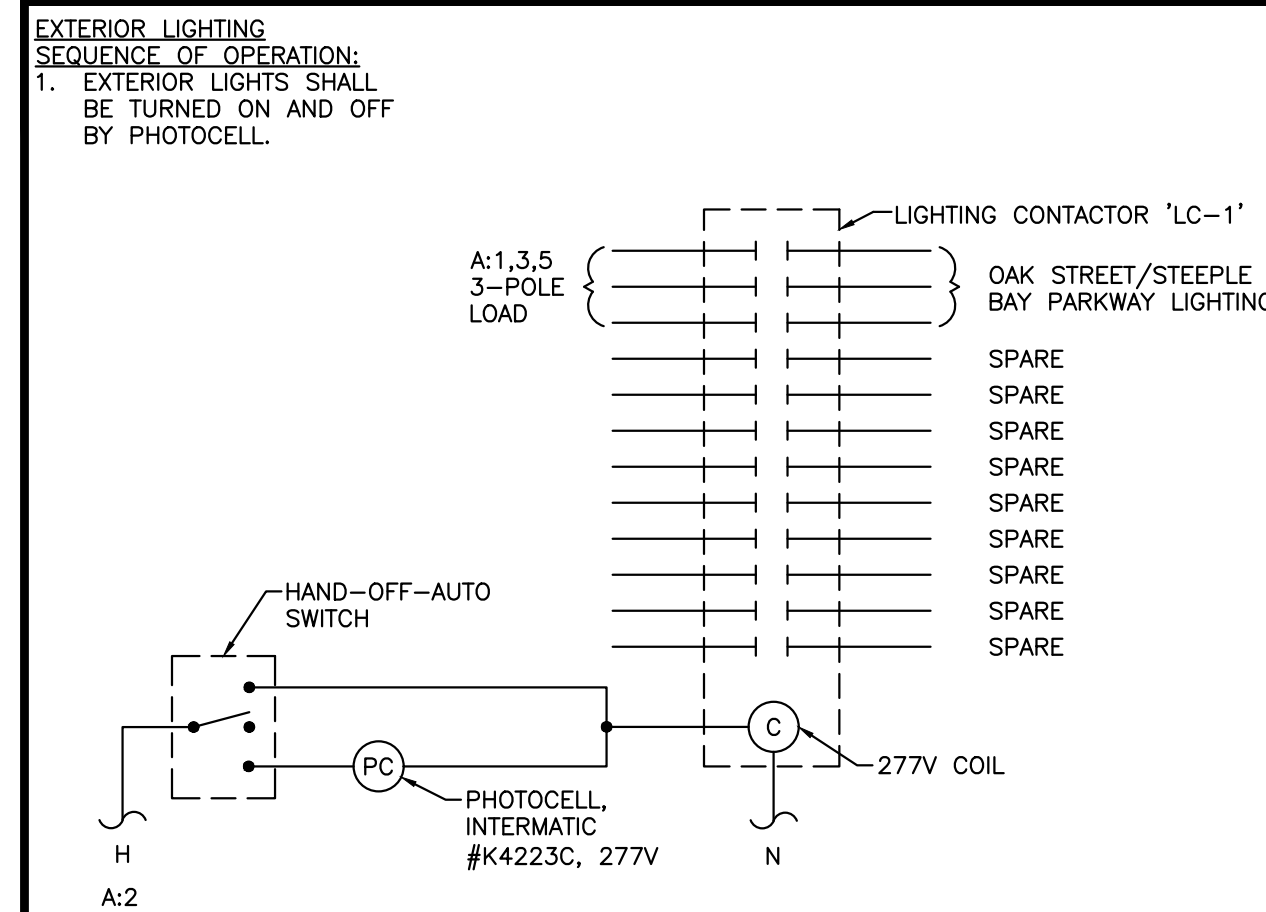 EXTERIOR LIGHTING
SEQUENCE OF OPERATION:
1. EXTERIOR LIGHTS SHALL
BE TURNED ON AND OFF
BY PHOTOCELL.
LIGHTING CONTACTOR 'LC-1'
A:1,3,5
3-POLE
LOAD
OAK STREET/STEEPLE
BAY PARKWAY LIGHTING
SPARE
SPARE
SPARE
SPARE
SPARE
SPARE
SPARE
SPARE
SPARE
HAND-OFF-AUTO
SWITCH
C
PC
277V COIL
PHOTOCELL,
INTERMATIC
#K4223C, 277V
H
N
A:2